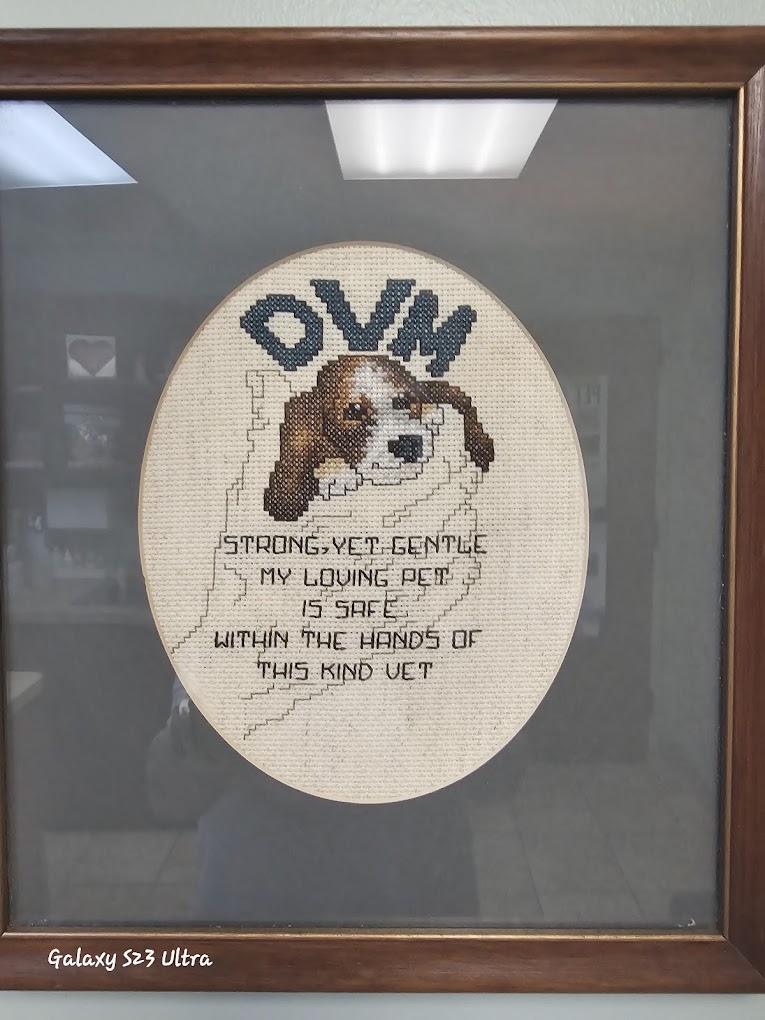 DVM
STRONG, YET GENTLE
MY LOVING PET
IS SAFE
WITHIN THE HANDS OF
THIS KIND VET
Galaxy S23 Ultra